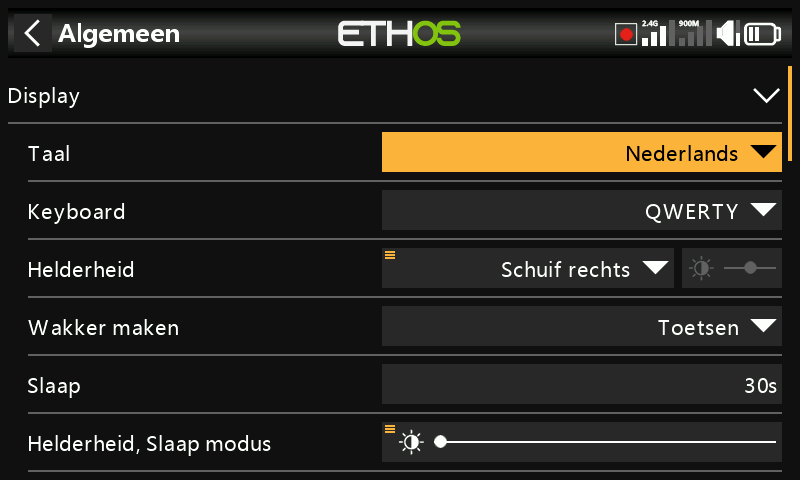 Algemeen
ETHOS
2.4G
900M
Display
Taal
Nederlands
Keyboard
QWERTY
Helderheid
Schuif rechts
Wakker maken
Toetsen
Slaap
30s
Helderheid, Slaap modus